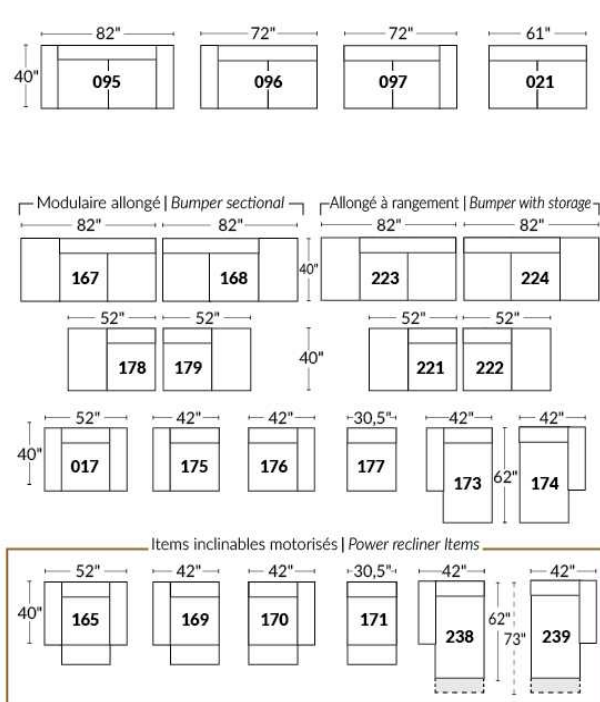 82" 72" 72" 61"
40" 095 096 097 021
Modulaire allongé | Bumper sectional Allongé à rangement | Bumper with storage
82" 82" 82" 82"
167 168 40" 223 224
52" 52" 52" 52"
178 179 40" 221 222
52" 42" 42" 30,5" 42" 42"
40" 017 175 176 177 173 62" 174
Items inclinables motorisés | Power recliner Items
52" 42" 42" 30,5" 42" 42"
40" 165 169 170 171 238 62" 73" 239